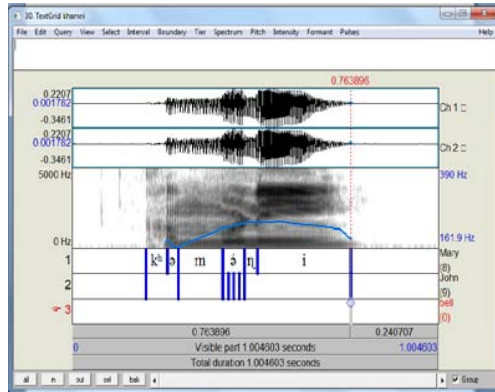 30. TextGrid khamni
File Edit Query View Select Interval Boundary Tier Spectrum Pitch Intensity Formant Pulses Help
0.763896
0.2207
0.001782
-0.3461
Ch 1
0.2207
0.001782
-0.3461
Ch 2
5000 Hz
390 Hz
0 Hz
161.9 Hz
1 kʰ ə m ə́ ɳ i Mary (8)
2 John (9)
3 bell (0)
0.763896 0.240707
0 Visible part 1.004603 seconds 1.004603
Total duration 1.004603 seconds
all in out sel bak Group